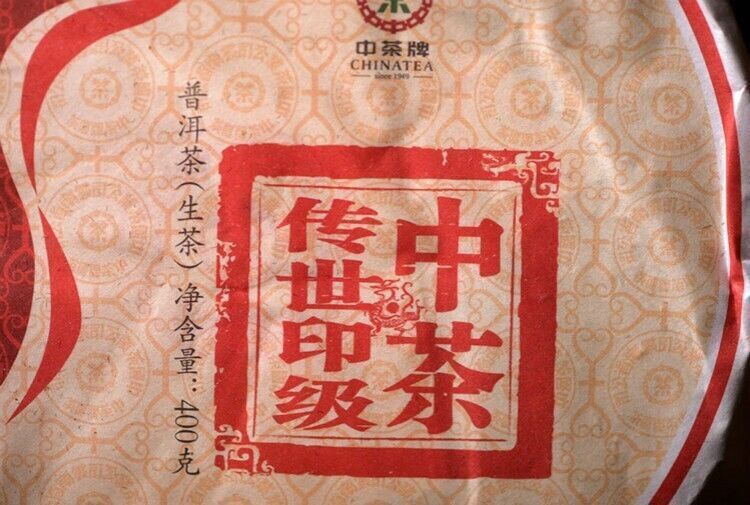 中茶牌
CHINATEA
since 1949
普洱茶(生茶) 净含量:400克
中茶
传世印级